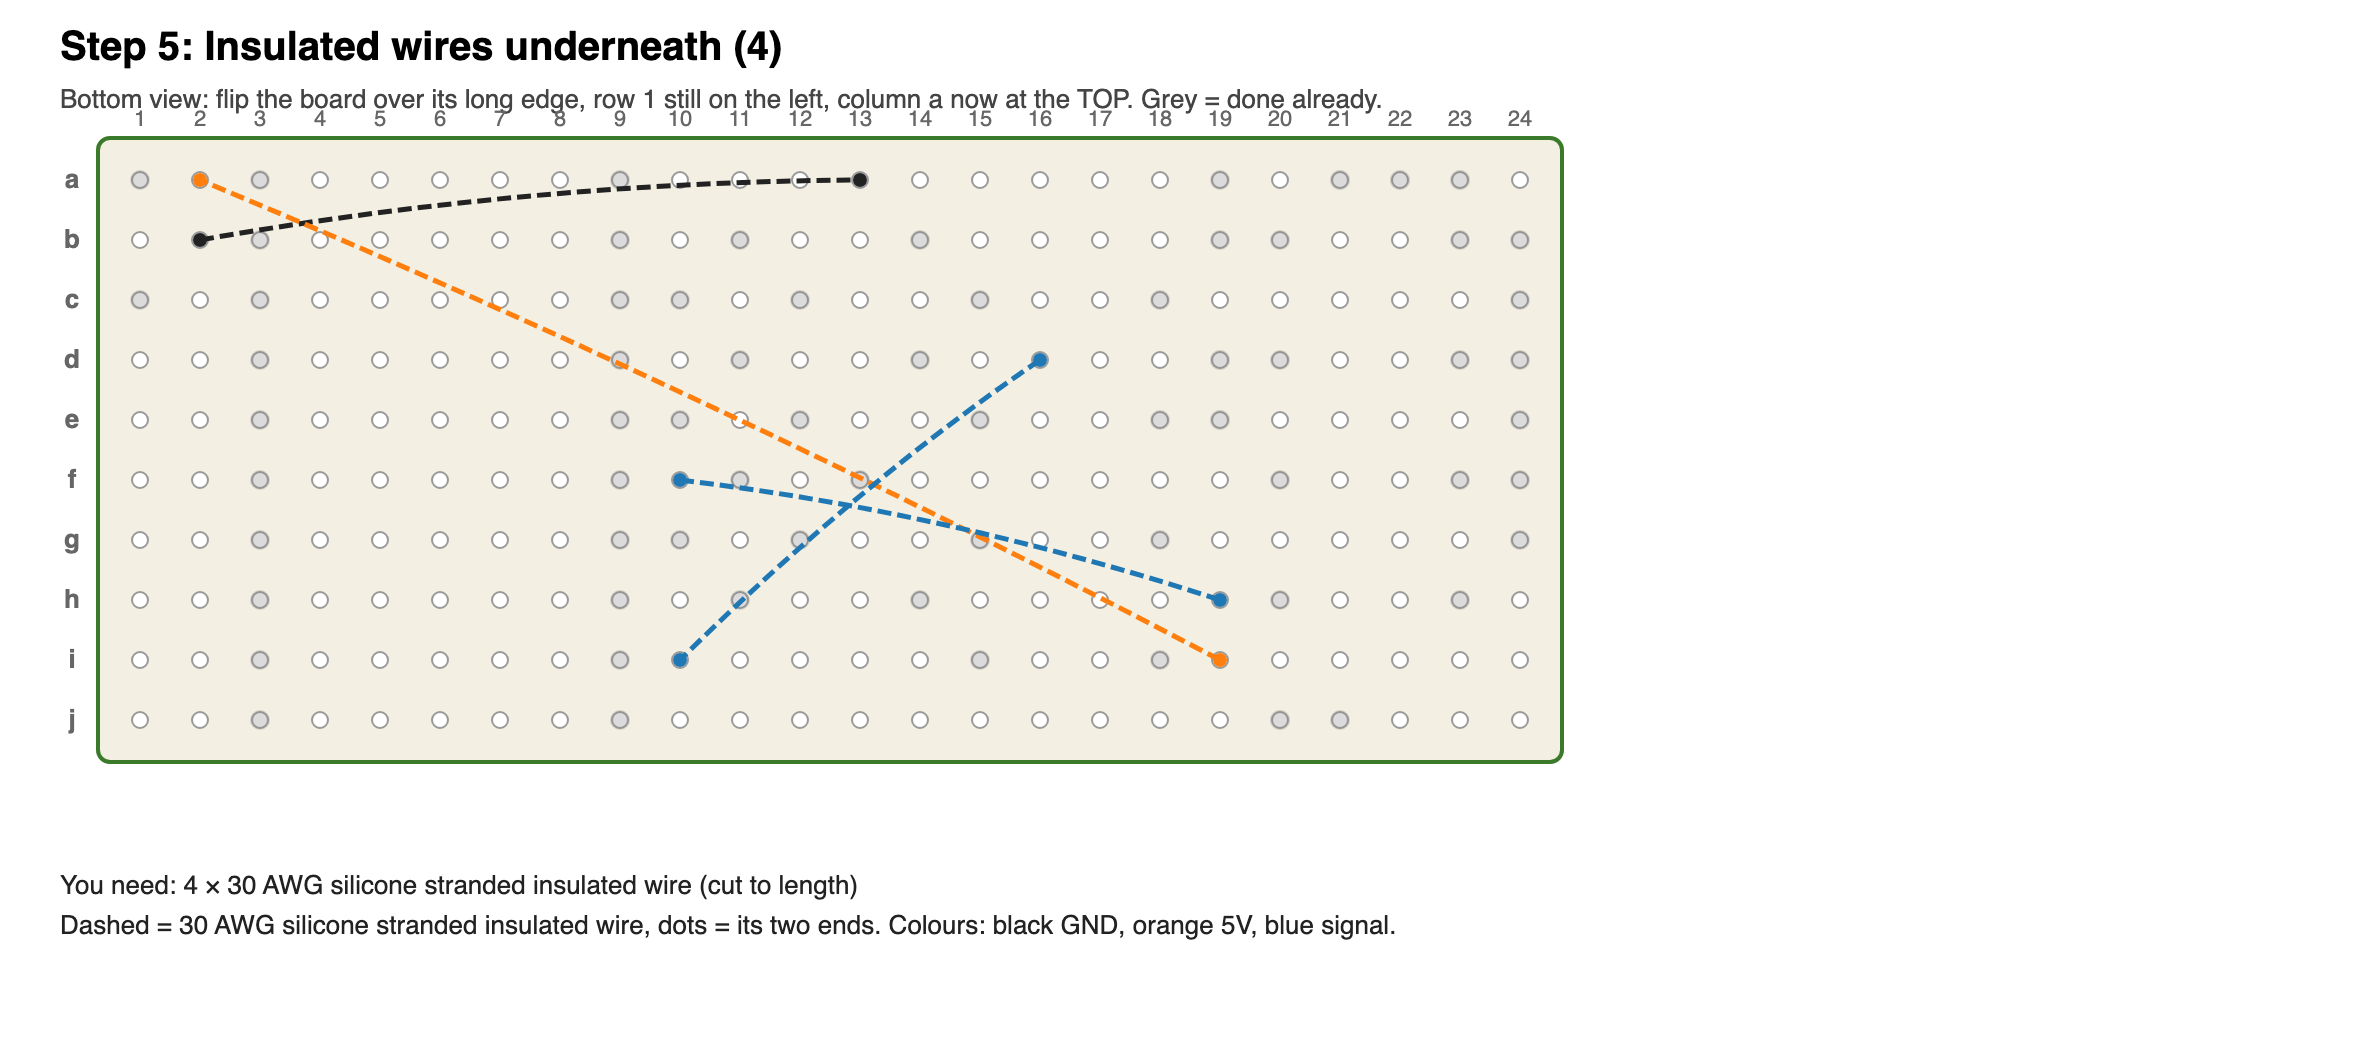 Step 5: Insulated wires underneath (4)
Bottom view: flip the board over its long edge, row 1 still on the left, column a now at the TOP. Grey = done already.
1 2 3 4 5 6 7 8 9 10 11 12 13 14 15 16 17 18 19 20 21 22 23 24
a
b
c
d
e
f
g
h
i
j
You need: 4 × 30 AWG silicone stranded insulated wire (cut to length)
Dashed = 30 AWG silicone stranded insulated wire, dots = its two ends. Colours: black GND, orange 5V, blue signal.